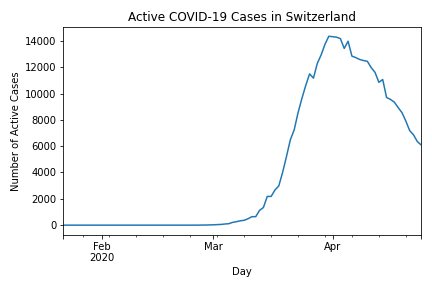 Active COVID-19 Cases in Switzerland
14000
12000
10000
8000
6000
4000
2000
0
Number of Active Cases
Feb
2020
Mar
Apr
Day